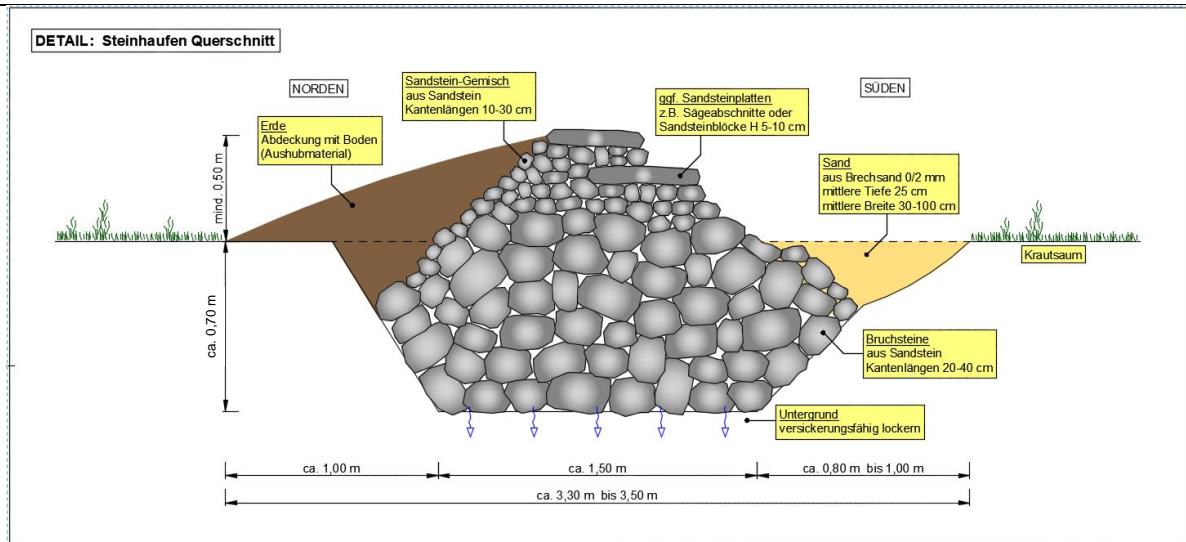 DETAIL: Steinhaufen Querschnitt
NORDEN
SÜDEN
Sandstein-Gemisch
aus Sandstein
Kantenlängen 10-30 cm
ggf. Sandsteinplatten
z.B. Sägeabschnitte oder
Sandsteinblöcke H 5-10 cm
Erde
Abdeckung mit Boden
(Aushubmaterial)
Sand
aus Brechsand 0/2 mm
mittlere Tiefe 25 cm
mittlere Breite 30-100 cm
mind. 0,50 m
Krautsaum
ca. 0,70 m
Bruchsteine
aus Sandstein
Kantenlängen 20-40 cm
Untergrund
versickerungsfähig lockern
ca. 1,00 m
ca. 1,50 m
ca. 0,80 m bis 1,00 m
ca. 3,30 m bis 3,50 m